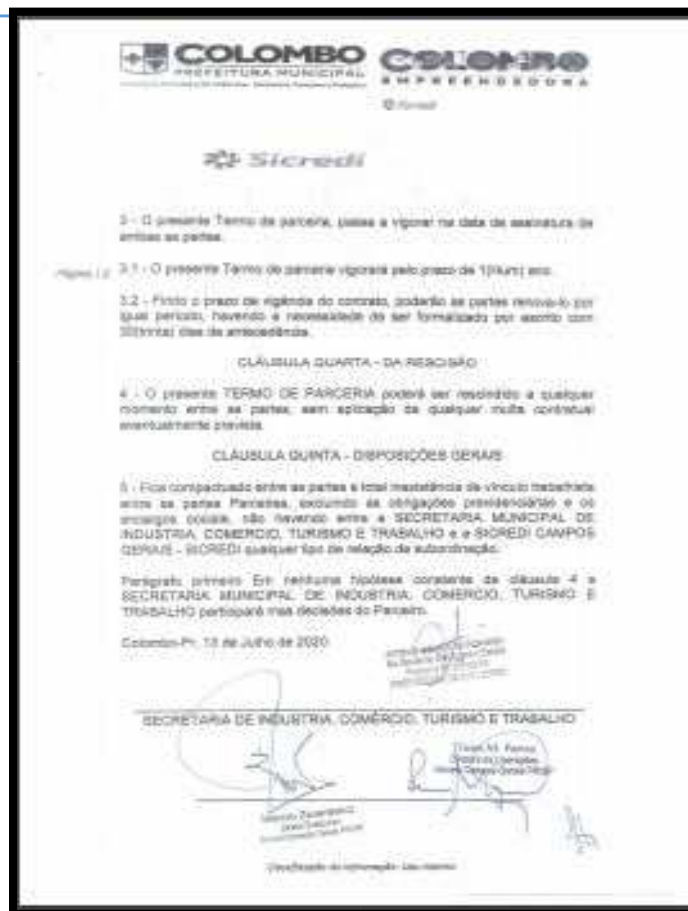 COLOMBO
PREFEITURA MUNICIPAL
COLOMBO
EMPREENDEDORA
Sicredi
Sicredi
3 - O presente Termo de parceria, passa a vigorar na data de assinatura de
ambas as partes.
3.1 - O presente Termo de parceria vigorará pelo prazo de 1(Hum) ano.
3.2 - Findo o prazo de vigência do contrato, poderão as partes renova-lo por
igual período, havendo a necessidade de ser formalizado por escrito com
30(trinta) dias de antecedência.
CLÁUSULA QUARTA - DA RESCISÃO
4 - O presente TERMO DE PARCERIA poderá ser rescindido a qualquer
momento entre as partes, sem aplicação de qualquer multa contratual
eventualmente prevista.
CLÁUSULA QUINTA - DISPOSIÇÕES GERAIS
5 - Fica compactuado entre as partes a total inexistência de vínculo trabalhista
entre as partes Parceiras, excluindo as obrigações previdenciárias e os
encargos sociais, não havendo entre a SECRETARIA MUNICIPAL DE
INDUSTRIA, COMERCIO, TURISMO E TRABALHO e a SICREDI CAMPOS
GERAIS - SICREDI qualquer tipo de relação de subordinação.
Parágrafo primeiro Em nenhuma hipótese constante da cláusula 4 a
SECRETARIA MUNICIPAL DE INDUSTRIA, COMERCIO, TURISMO E
TRABALHO participará mas decisões do Parceiro.
Colombo-Pr, 13 de Julho de 2020
SECRETARIA DE INDUSTRIA, COMÉRCIO, TURISMO E TRABALHO
Classificação da informação: Uso Interno